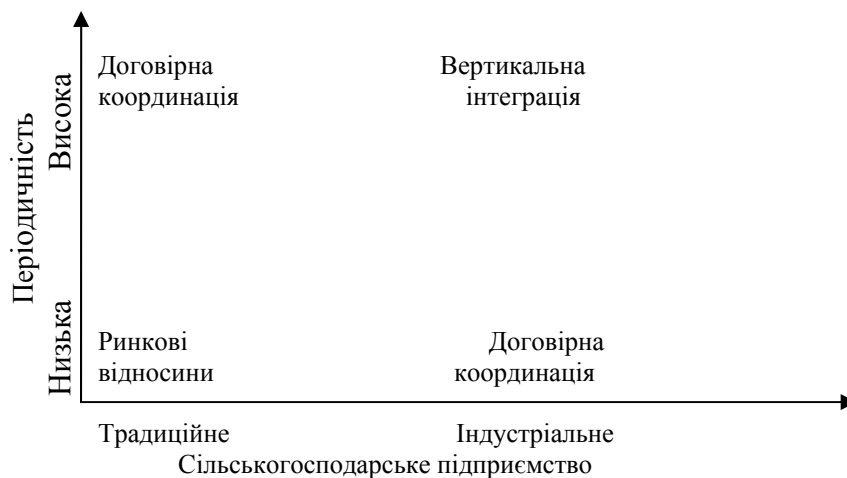 Періодичність
Висока
Низька
Договірна
координація
Вертикальна
інтеграція
Ринкові
відносини
Договірна
координація
Традиційне
Індустріальне
Сільськогосподарське підприємство